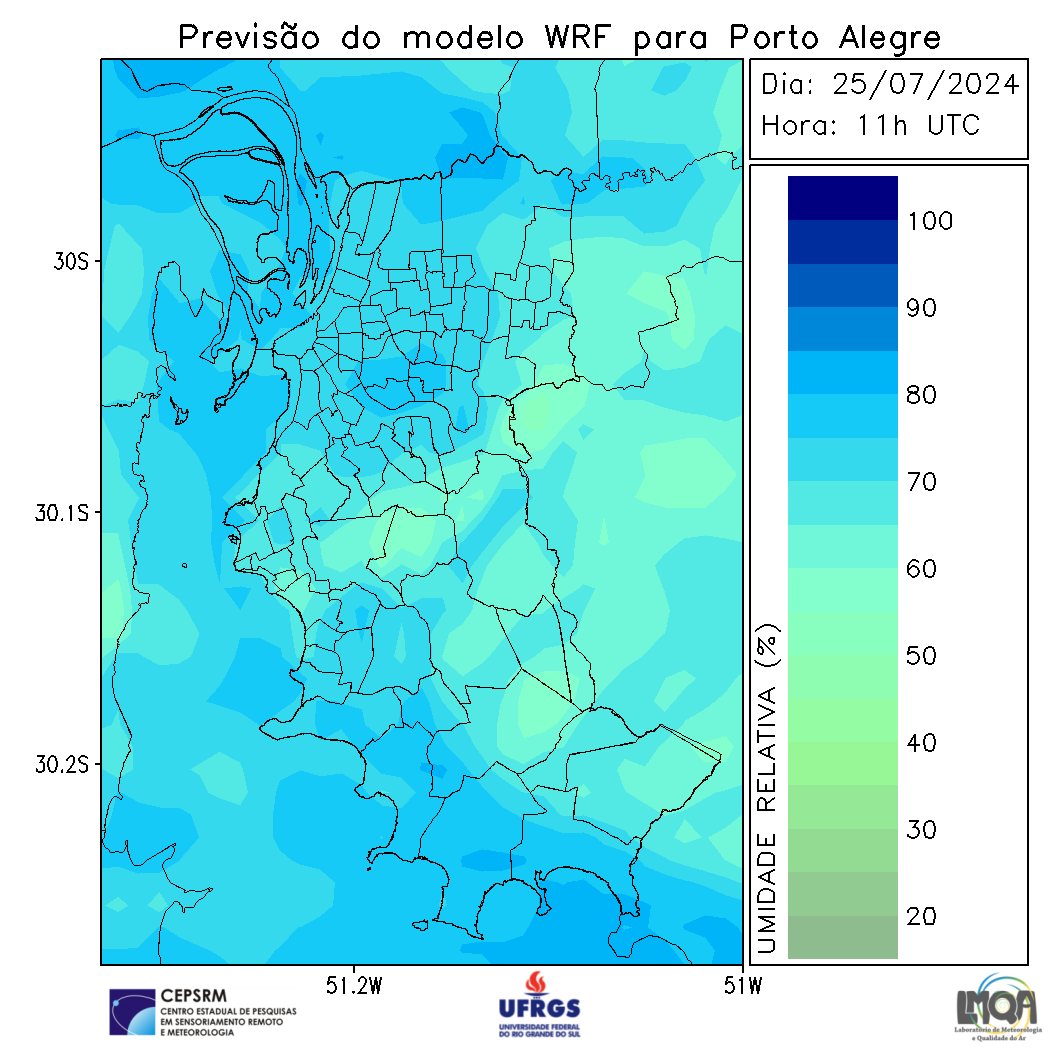 Previsão do modelo WRF para Porto Alegre
Dia: 25/07/2024
Hora: 11h UTC
30S
30.1S
30.2S
51.2W
51W
100
90
80
70
60
50
40
30
20
UMIDADE RELATIVA (%)
CEPSRM
CENTRO ESTADUAL DE PESQUISAS
EM SENSORIAMENTO REMOTO
E METEOROLOGIA
UFRGS
UNIVERSIDADE FEDERAL
DO RIO GRANDE DO SUL
LMQA
Laboratório de Meteorologia
e Qualidade do Ar